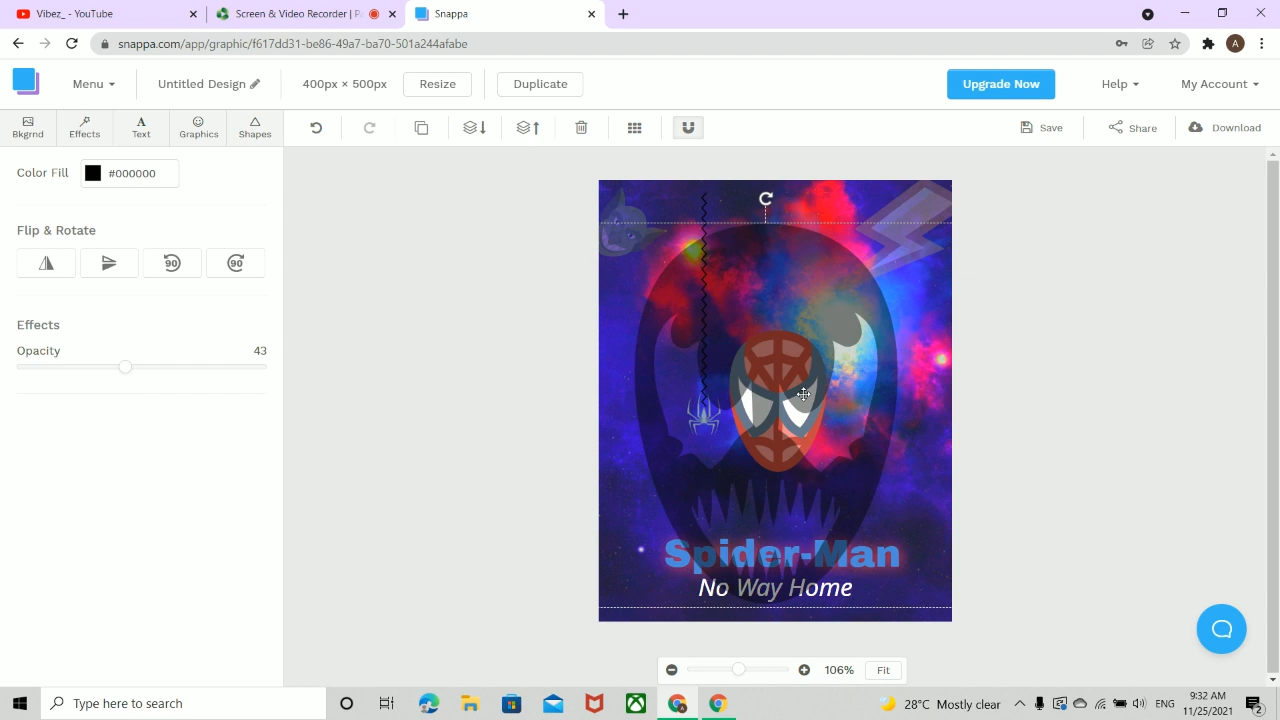 Vibez_ - YouTube
Screen & Video Recorder | P
Snappa
snappa.com/app/graphic/f617dd31-be86-49a7-ba70-501a244afabe
A
Menu
Untitled Design
400px × 500px
Resize
Duplicate
Upgrade Now
Help
My Account
Bkgrnd
Effects
Text
Graphics
Shapes
Save
Share
Download
Color Fill
#000000
Flip & Rotate
90
90
Effects
Opacity
43
Spider-Man
No Way Home
106%
Fit
Type here to search
28°C Mostly clear
ENG
9:32 AM
11/25/2021
2